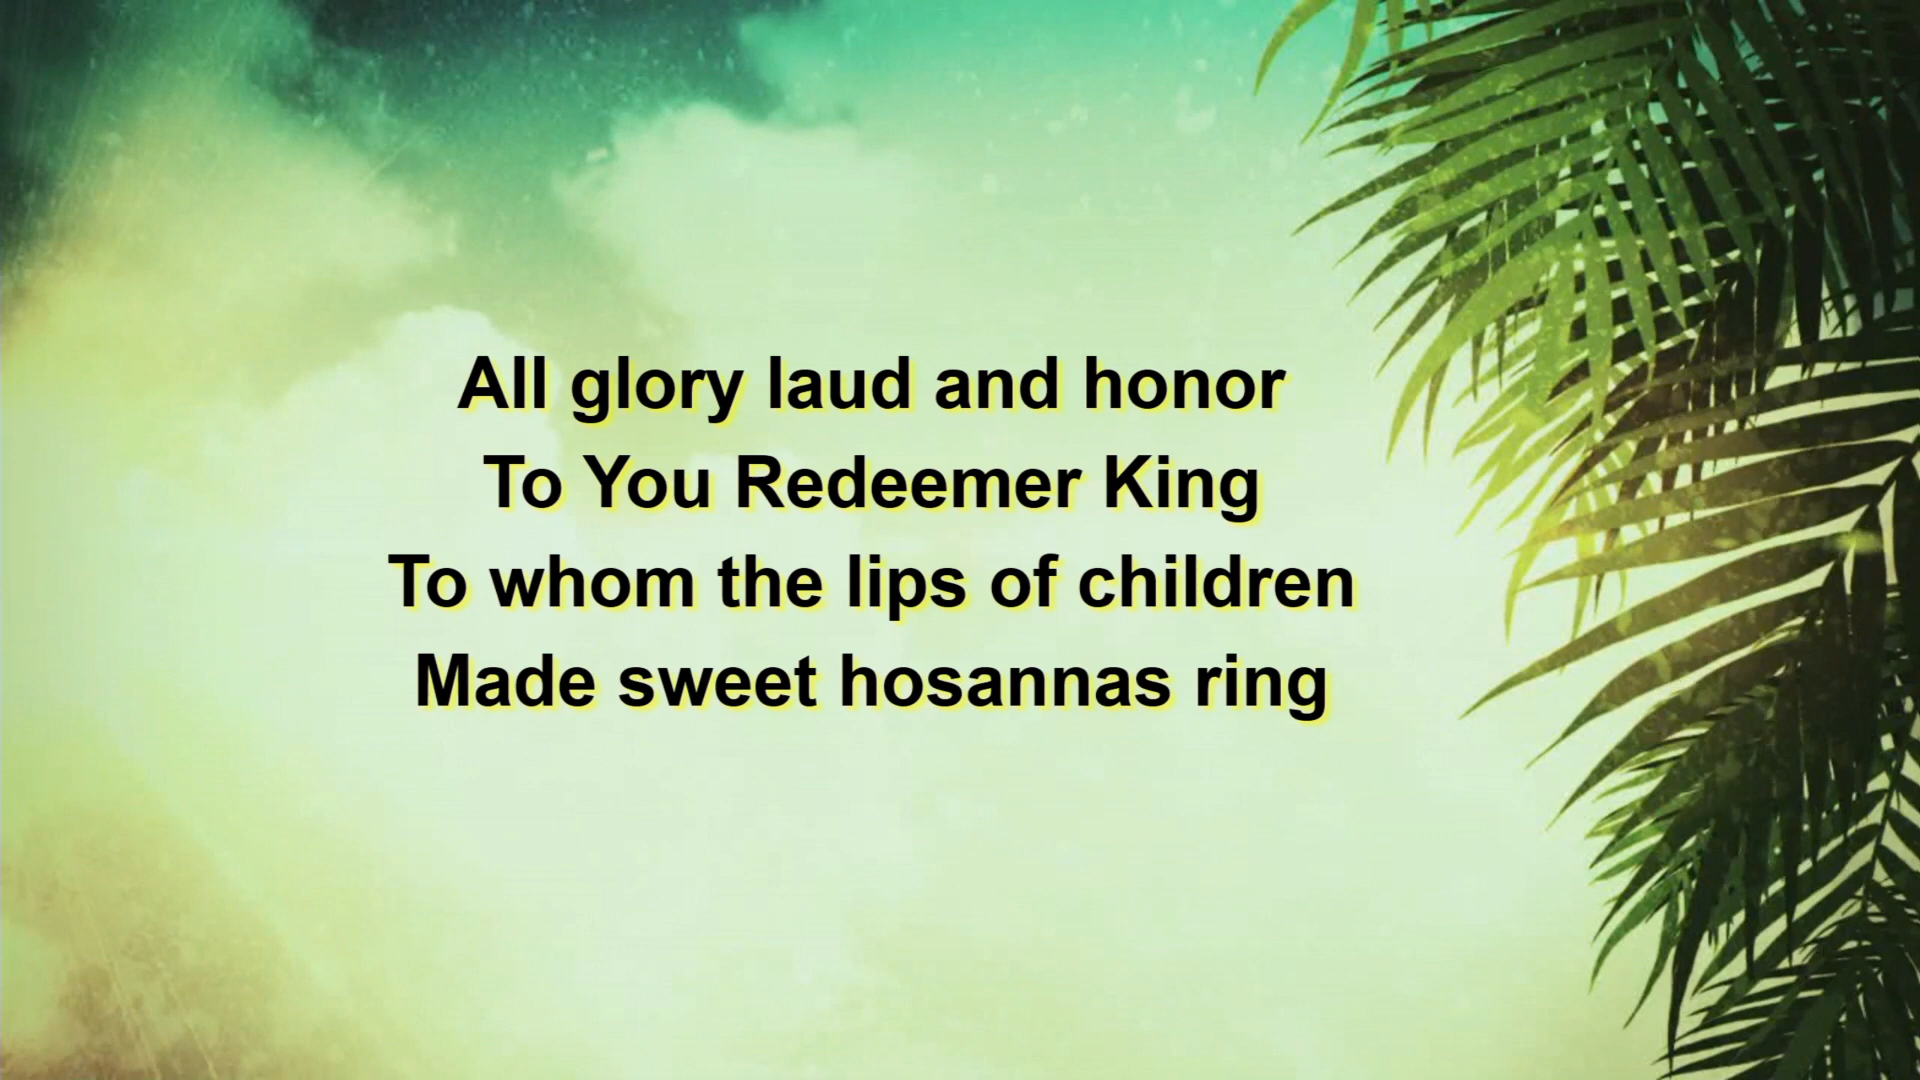 All glory laud and honor
To You Redeemer King
To whom the lips of children
Made sweet hosannas ring